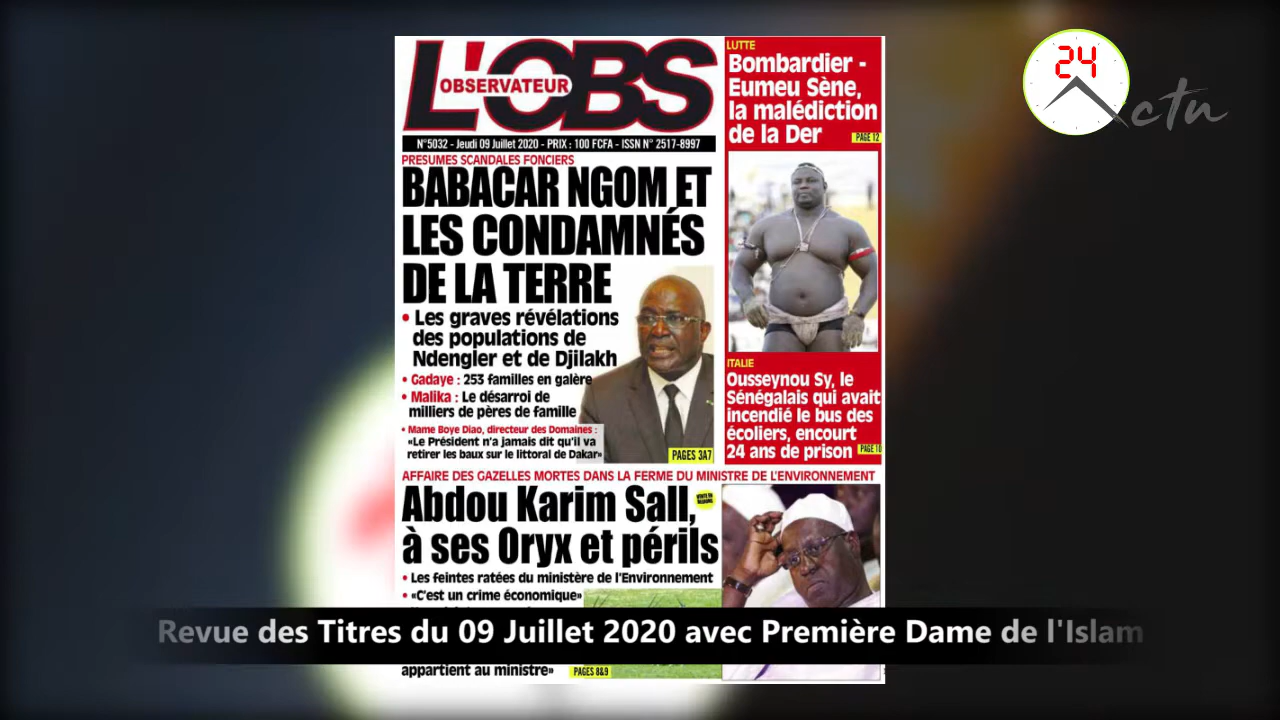 24
Actu
L'OBS
OBSERVATEUR
N°5032 - Jeudi 09 Juillet 2020 - PRIX : 100 FCFA - ISSN N° 2517-8997
PRESUMES SCANDALES FONCIERS
BABACAR NGOM ET
LES CONDAMNÉS
DE LA TERRE
• Les graves révélations
des populations de
Ndengler et de Djilakh
• Gadaye : 253 familles en galère
• Malika : Le désarroi de
milliers de pères de famille
• Mame Boye Diao, directeur des Domaines :
«Le Président n'a jamais dit qu'il va
retirer les baux sur le littoral de Dakar»
PAGES 3A7
LUTTE
Bombardier -
Eumeu Sène,
la malédiction
de la Der
PAGE 12
ITALIE
Ousseynou Sy, le
Sénégalais qui avait
incendié le bus des
écoliers, encourt
24 ans de prison
PAGE 10
AFFAIRE DES GAZELLES MORTES DANS LA FERME DU MINISTRE DE L'ENVIRONNEMENT
Abdou Karim Sall,
à ses Oryx et périls
• Les feintes ratées du ministère de l'Environnement
• «C'est un crime économique»
Revue des Titres du 09 Juillet 2020 avec Première Dame de l'Islam
appartient au ministre»
PAGES 8&9